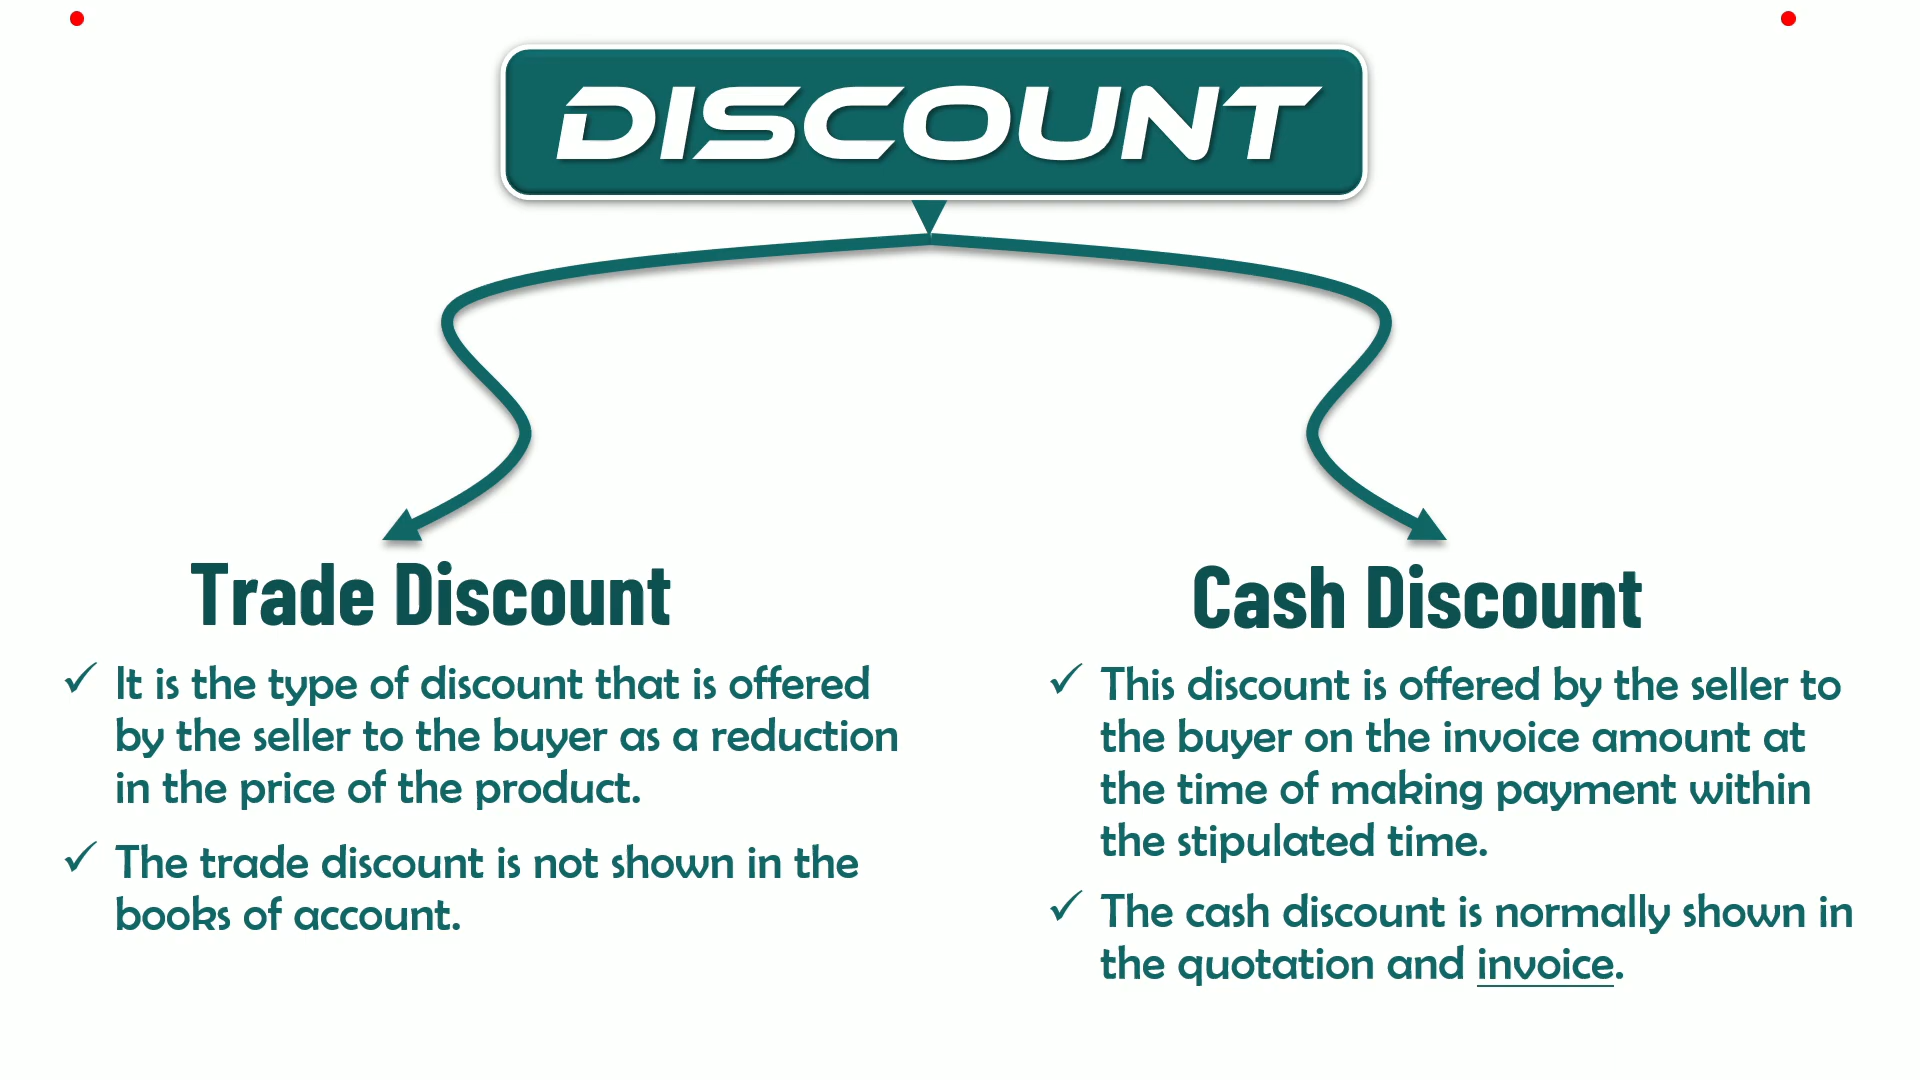 DISCOUNT
Trade Discount
✓ It is the type of discount that is offered
by the seller to the buyer as a reduction
in the price of the product.
✓ The trade discount is not shown in the
books of account.
Cash Discount
✓ This discount is offered by the seller to
the buyer on the invoice amount at
the time of making payment within
the stipulated time.
✓ The cash discount is normally shown in
the quotation and invoice.